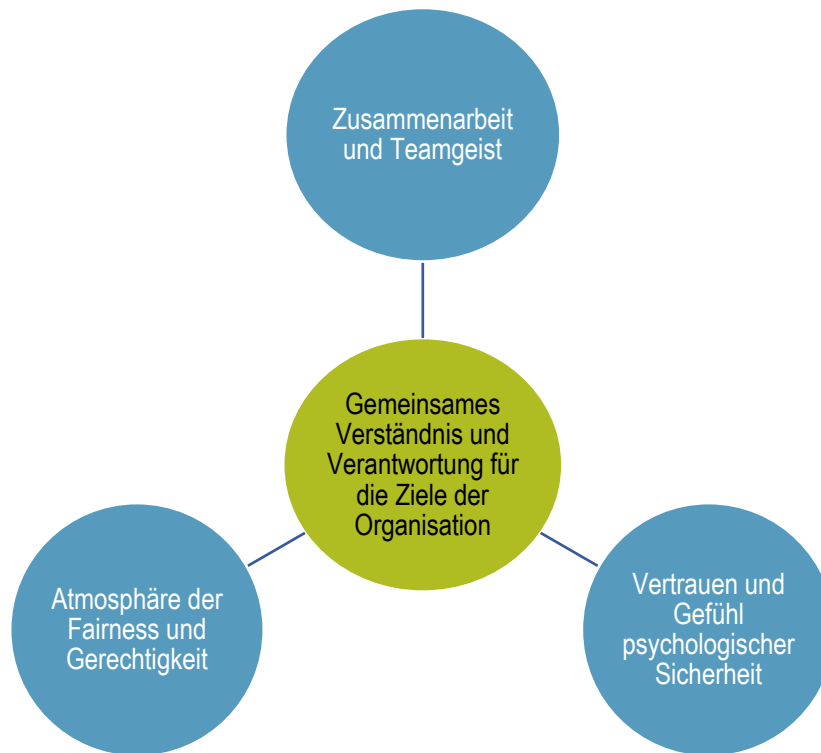 Zusammenarbeit
und Teamgeist
Gemeinsames
Verständnis und
Verantwortung für
die Ziele der
Organisation
Atmosphäre der
Fairness und
Gerechtigkeit
Vertrauen und
Gefühl
psychologischer
Sicherheit